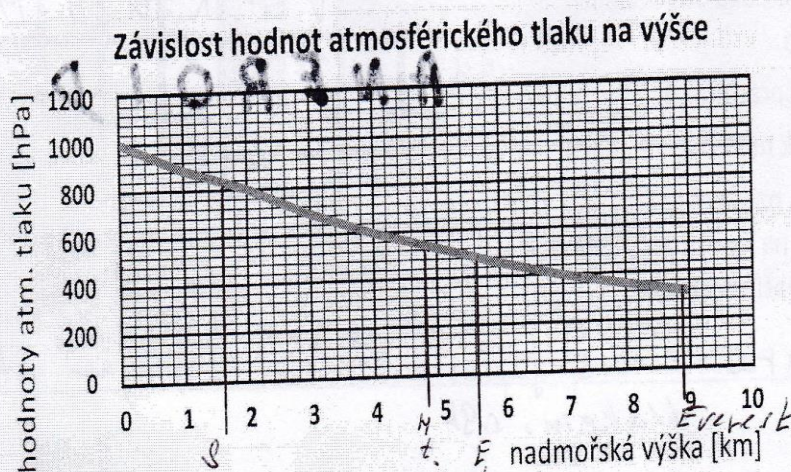 Závislost hodnot atmosférického tlaku na výšce
hodnoty atm. tlaku [hPa]
1200
1000
800
600
400
200
0
0 1 2 3 4 5 6 7 8 9 10
S M t. E Everest
nadmořská výška [km]